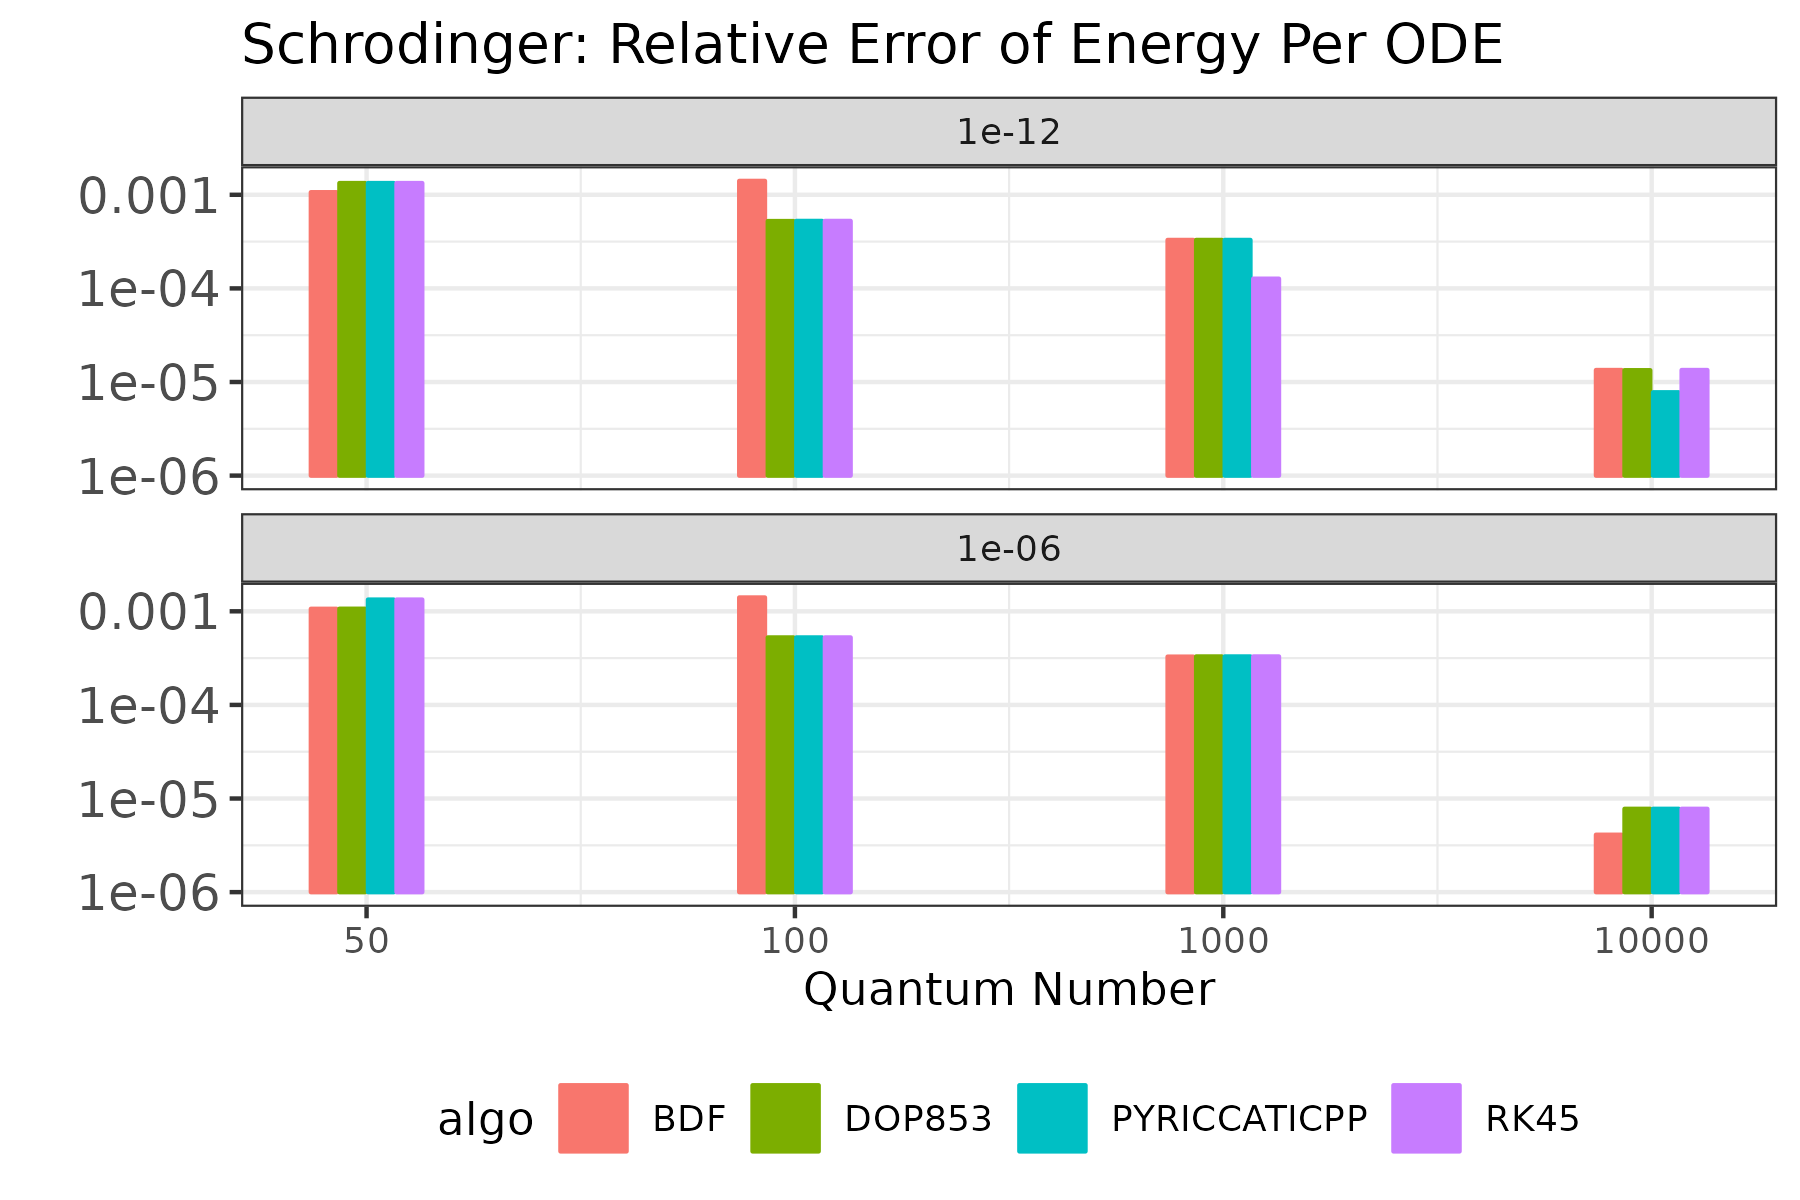 Schrodinger: Relative Error of Energy Per ODE
1e-12
0.001
1e-04
1e-05
1e-06
1e-06
0.001
1e-04
1e-05
1e-06
50 100 1000 10000
Quantum Number
algo BDF DOP853 PYRICCATICPP RK45